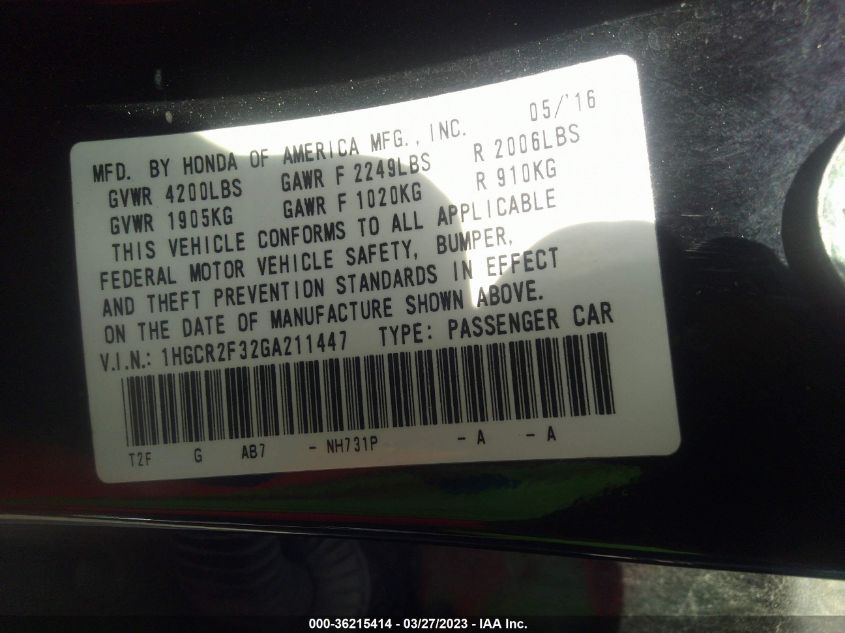 05/'16
MFD. BY HONDA OF AMERICA MFG., INC.
GVWR 4200LBS GAWR F 2249LBS R 2006LBS
GVWR 1905KG GAWR F 1020KG R 910KG
THIS VEHICLE CONFORMS TO ALL APPLICABLE
FEDERAL MOTOR VEHICLE SAFETY, BUMPER,
AND THEFT PREVENTION STANDARDS IN EFFECT
ON THE DATE OF MANUFACTURE SHOWN ABOVE.
V.I.N.: 1HGCR2F32GA211447 TYPE: PASSENGER CAR
T2F G AB7 - NH731P - A - A
000-36215414 — 03/27/2023 — IAA Inc.